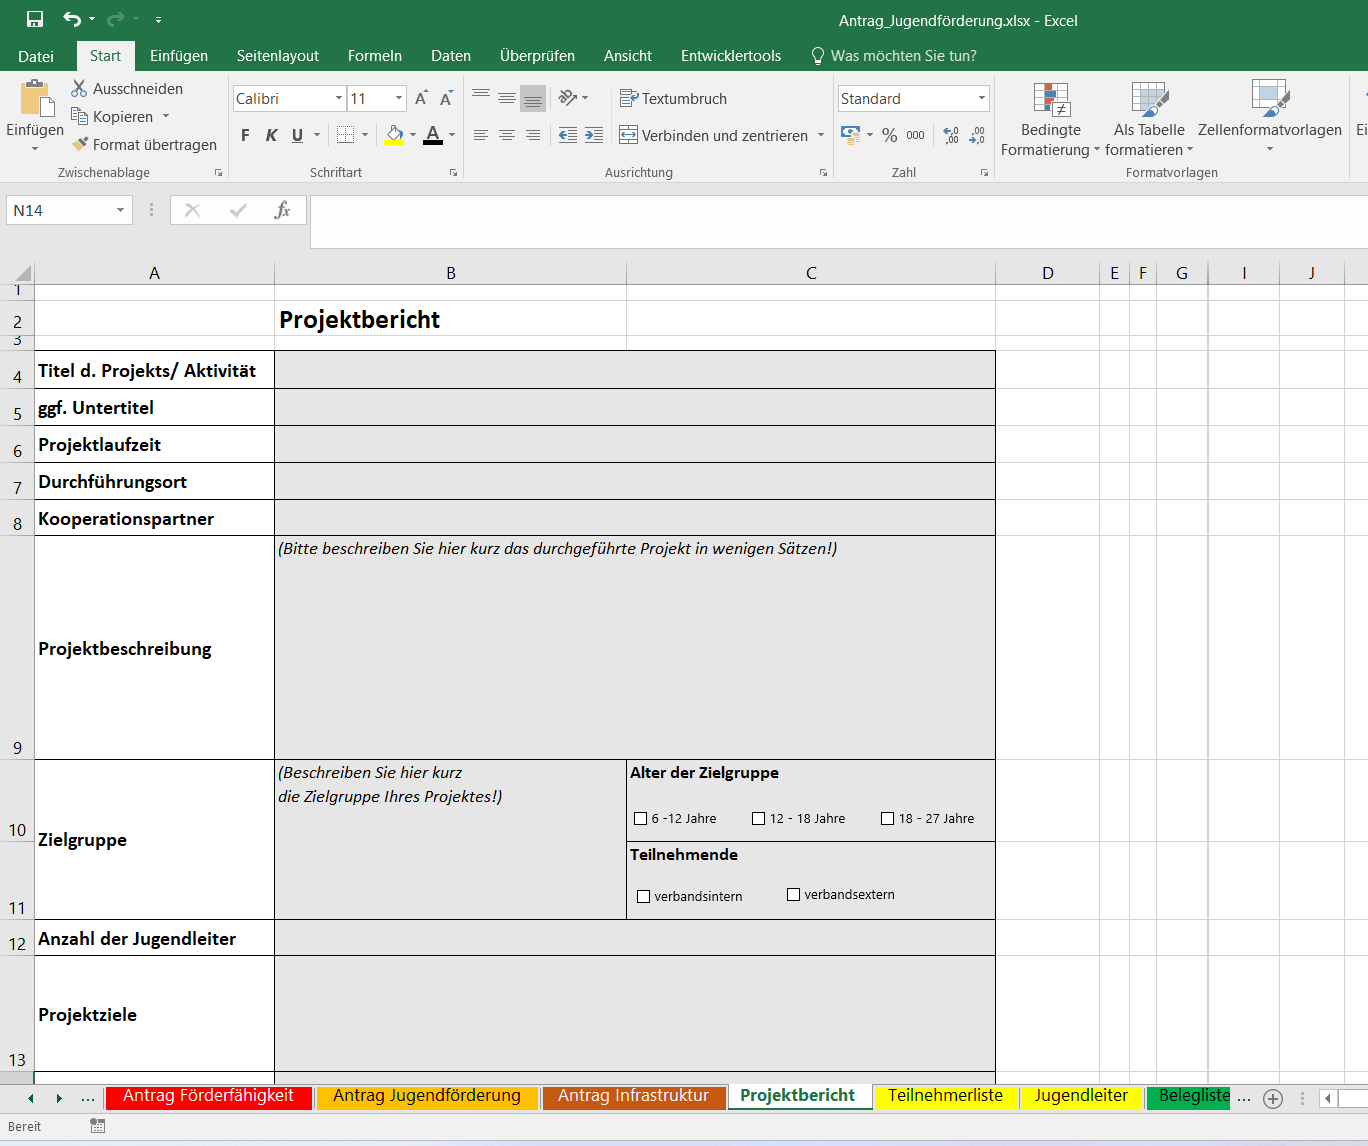 Antrag_Jugendförderung.xlsx - Excel
Datei Start Einfügen Seitenlayout Formeln Daten Überprüfen Ansicht Entwicklertools Was möchten Sie tun?
Einfügen
Ausschneiden
Kopieren
Format übertragen
Zwischenablage
Calibri 11
F K U
Schriftart
Textumbruch
Verbinden und zentrieren
Ausrichtung
Standard
% 000
Zahl
Bedingte Formatierung
Als Tabelle formatieren
Zellenformatvorlagen
Formatvorlagen
N14
fx
A B C D E F G I J
1
2 Projektbericht
3
4 Titel d. Projekts/ Aktivität
5 ggf. Untertitel
6 Projektlaufzeit
7 Durchführungsort
8 Kooperationspartner
(Bitte beschreiben Sie hier kurz das durchgeführte Projekt in wenigen Sätzen!)
Projektbeschreibung
9
(Beschreiben Sie hier kurz
die Zielgruppe Ihres Projektes!)
Alter der Zielgruppe
6 -12 Jahre 12 - 18 Jahre 18 - 27 Jahre
10
Zielgruppe
Teilnehmende
verbandsintern verbandsextern
11
12 Anzahl der Jugendleiter
Projektziele
13
... Antrag Förderfähigkeit Antrag Jugendförderung Antrag Infrastruktur Projektbericht Teilnehmerliste Jugendleiter Belegliste ...
Bereit